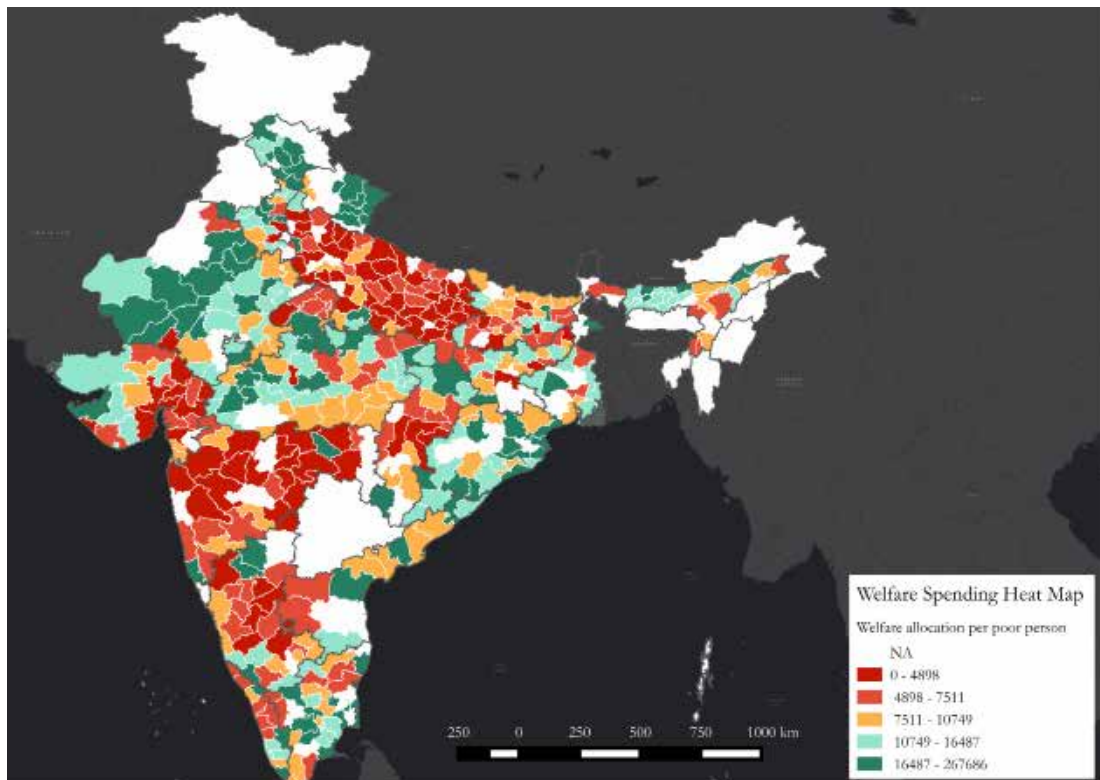 Welfare Spending Heat Map
Welfare allocation per poor person
NA
0 - 4898
4898 - 7511
7511 - 10749
10749 - 16487
16487 - 267686
250 0 250 500 750 1000 km